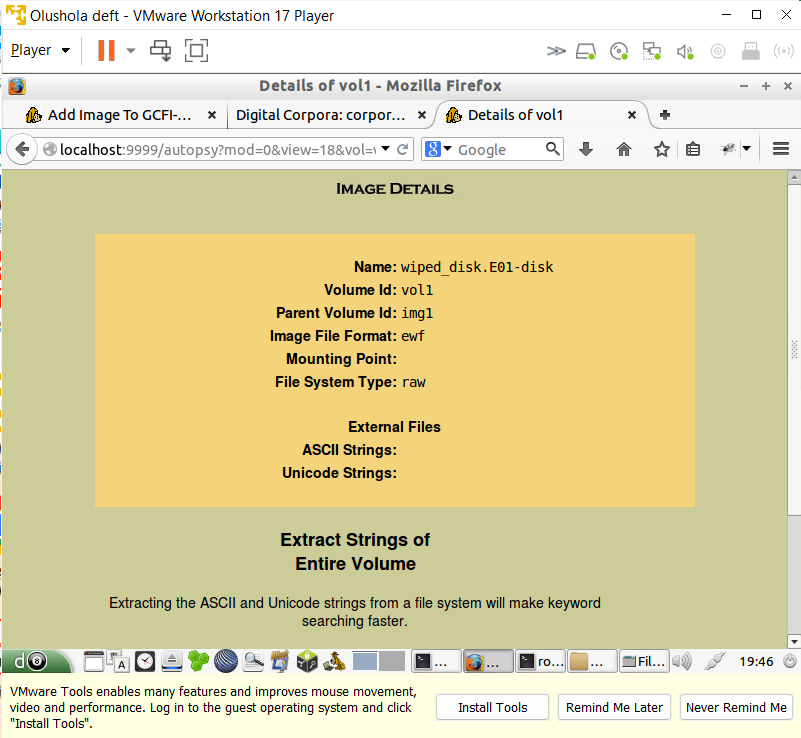 Olushola deft - VMware Workstation 17 Player
Player
Details of vol1 - Mozilla Firefox
Add Image To GCFI-...
Digital Corpora: corpor...
Details of vol1
localhost:9999/autopsy?mod=0&view=18&vol=
Google
IMAGE DETAILS
Name: wiped_disk.E01-disk
Volume Id: vol1
Parent Volume Id: img1
Image File Format: ewf
Mounting Point:
File System Type: raw
External Files
ASCII Strings:
Unicode Strings:
Extract Strings of
Entire Volume
Extracting the ASCII and Unicode strings from a file system will make keyword
searching faster.
d 8 A ... ... ro... ... Fil... 19:46
VMware Tools enables many features and improves mouse movement,
video and performance. Log in to the guest operating system and click
"Install Tools".
Install Tools
Remind Me Later
Never Remind Me